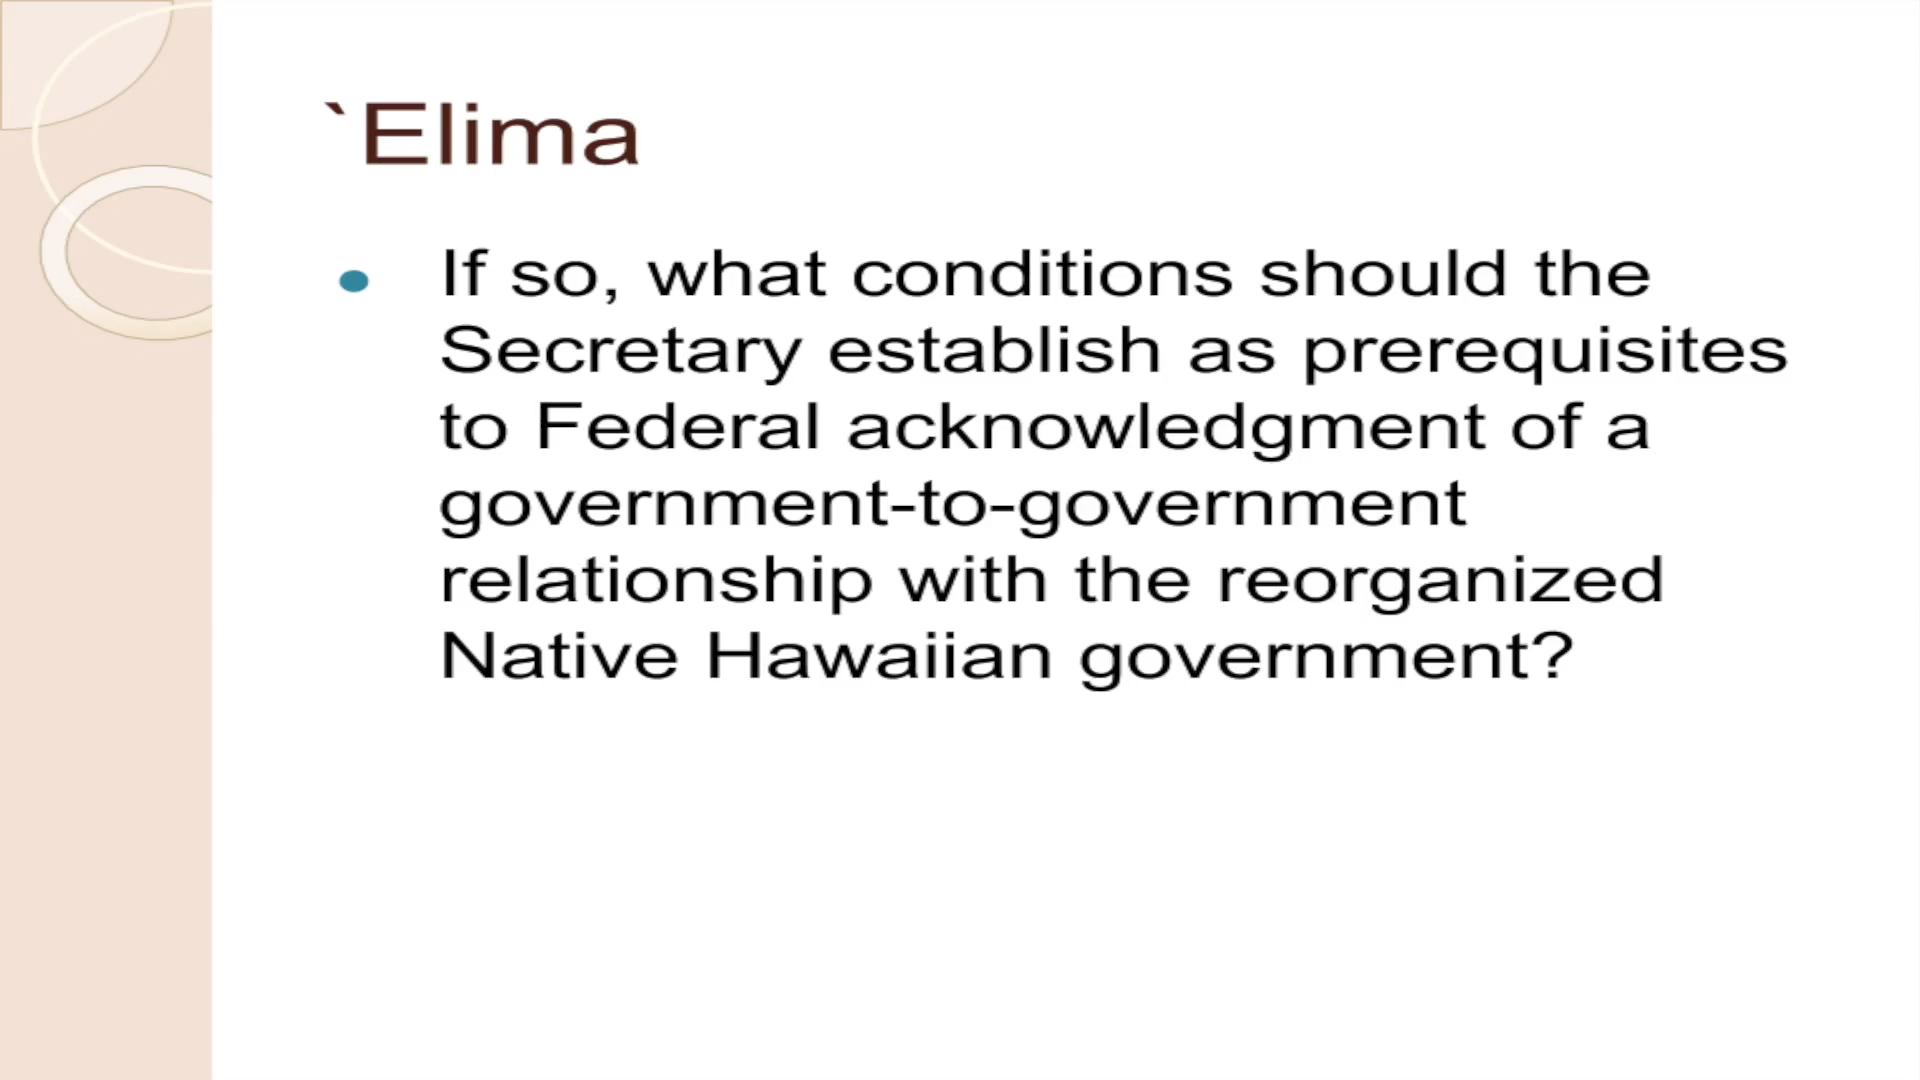 `Elima
• If so, what conditions should the
Secretary establish as prerequisites
to Federal acknowledgment of a
government-to-government
relationship with the reorganized
Native Hawaiian government?